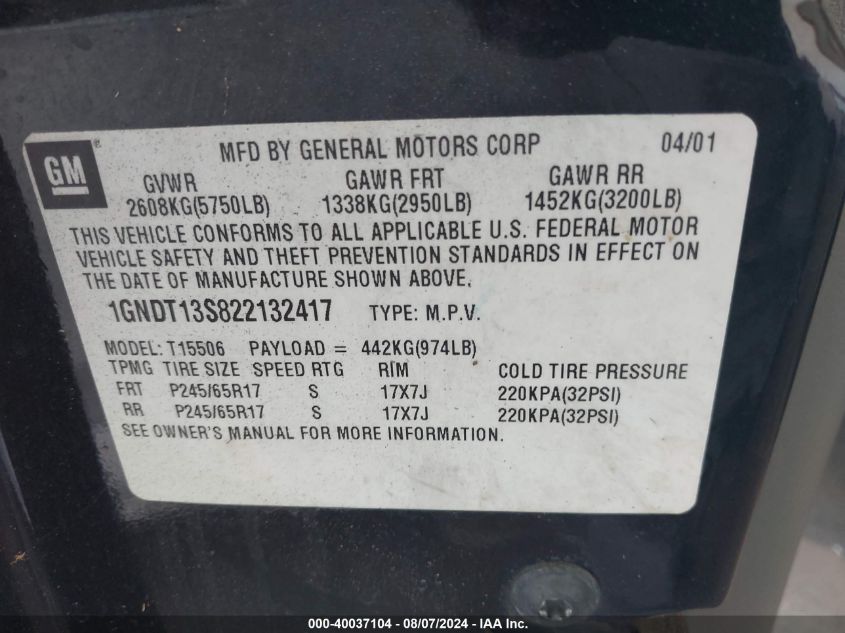 GM ®
MFD BY GENERAL MOTORS CORP 04/01
GVWR GAWR FRT GAWR RR
2608KG(5750LB) 1338KG(2950LB) 1452KG(3200LB)
THIS VEHICLE CONFORMS TO ALL APPLICABLE U.S. FEDERAL MOTOR
VEHICLE SAFETY AND THEFT PREVENTION STANDARDS IN EFFECT ON
THE DATE OF MANUFACTURE SHOWN ABOVE.
1GNDT13S822132417 TYPE: M.P.V.
MODEL: T15506 PAYLOAD = 442KG(974LB)
TPMG TIRE SIZE SPEED RTG RIM COLD TIRE PRESSURE
FRT P245/65R17 S 17X7J 220KPA(32PSI)
RR P245/65R17 S 17X7J 220KPA(32PSI)
SEE OWNER'S MANUAL FOR MORE INFORMATION.
000-40037104 - 08/07/2024 - IAA Inc.